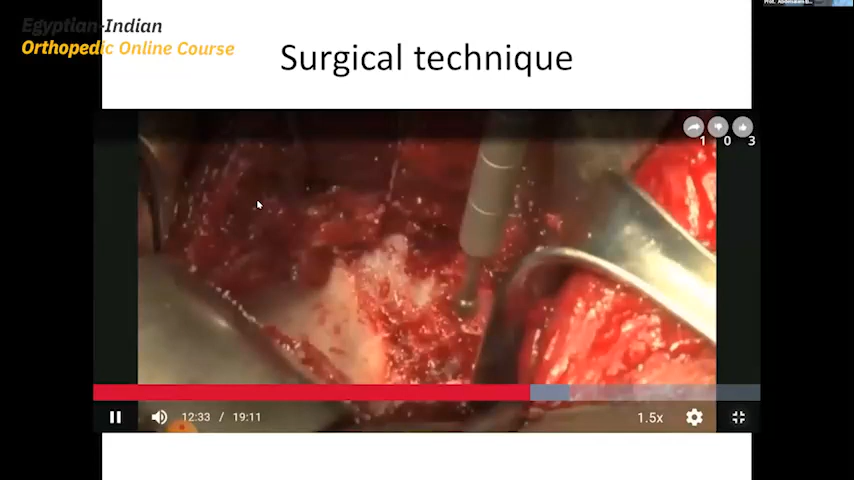 Egyptian-Indian
Orthopedic Online Course
Surgical technique
1 0 3
12:33 / 19:11
1.5x